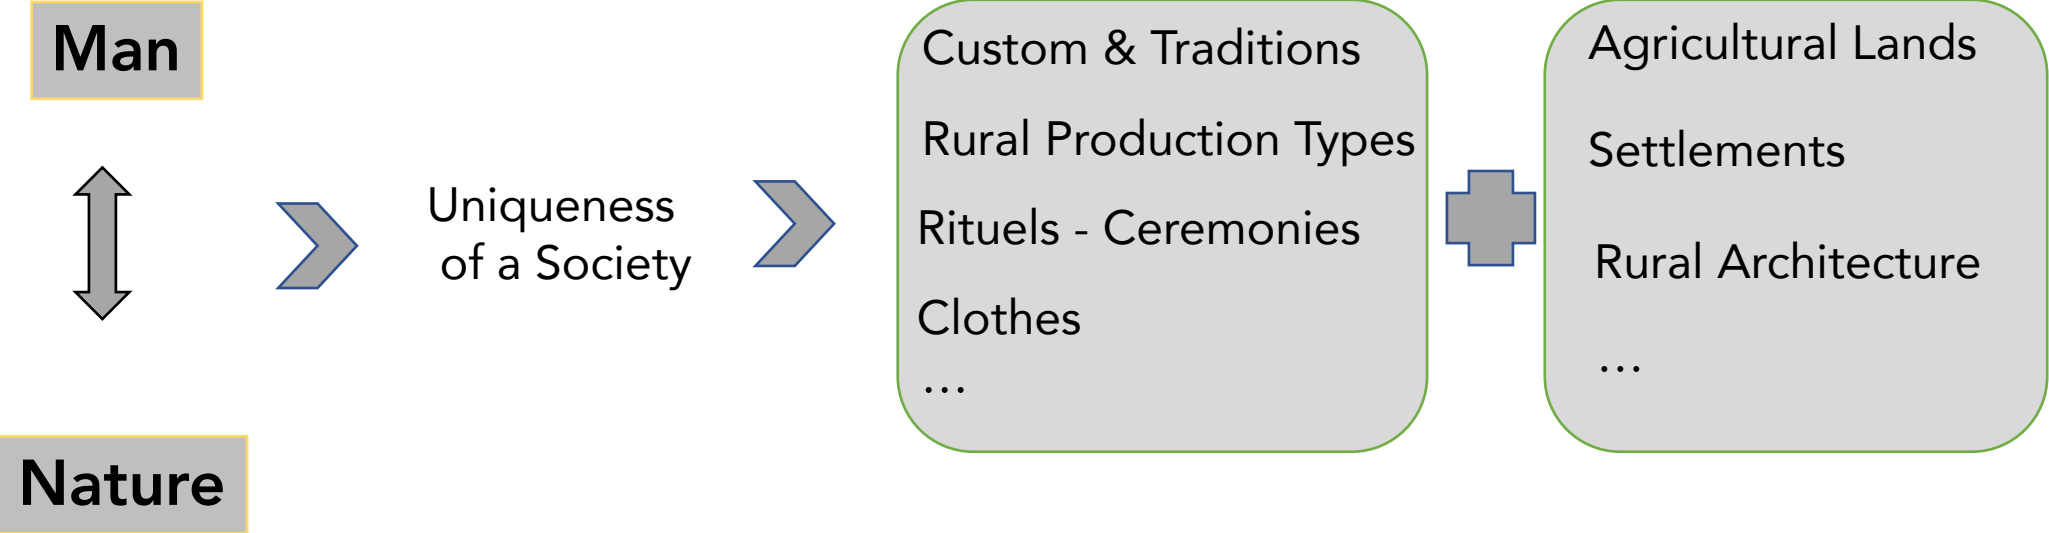 Man
Nature
Uniqueness
of a Society
Custom & Traditions
Rural Production Types
Rituels - Ceremonies
Clothes
...
Agricultural Lands
Settlements
Rural Architecture
...